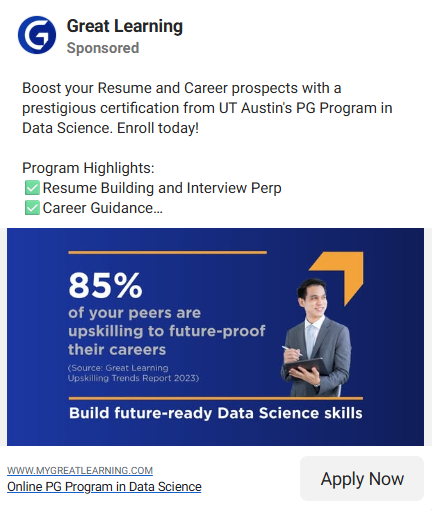 Great Learning
Sponsored
Boost your Resume and Career prospects with a
prestigious certification from UT Austin's PG Program in
Data Science. Enroll today!
Program Highlights:
✅Resume Building and Interview Perp
✅Career Guidance...
85%
of your peers are
upskilling to future-proof
their careers
(Source: Great Learning
Upskilling Trends Report 2023)
Build future-ready Data Science skills
WWW.MYGREATLEARNING.COM
Online PG Program in Data Science
Apply Now